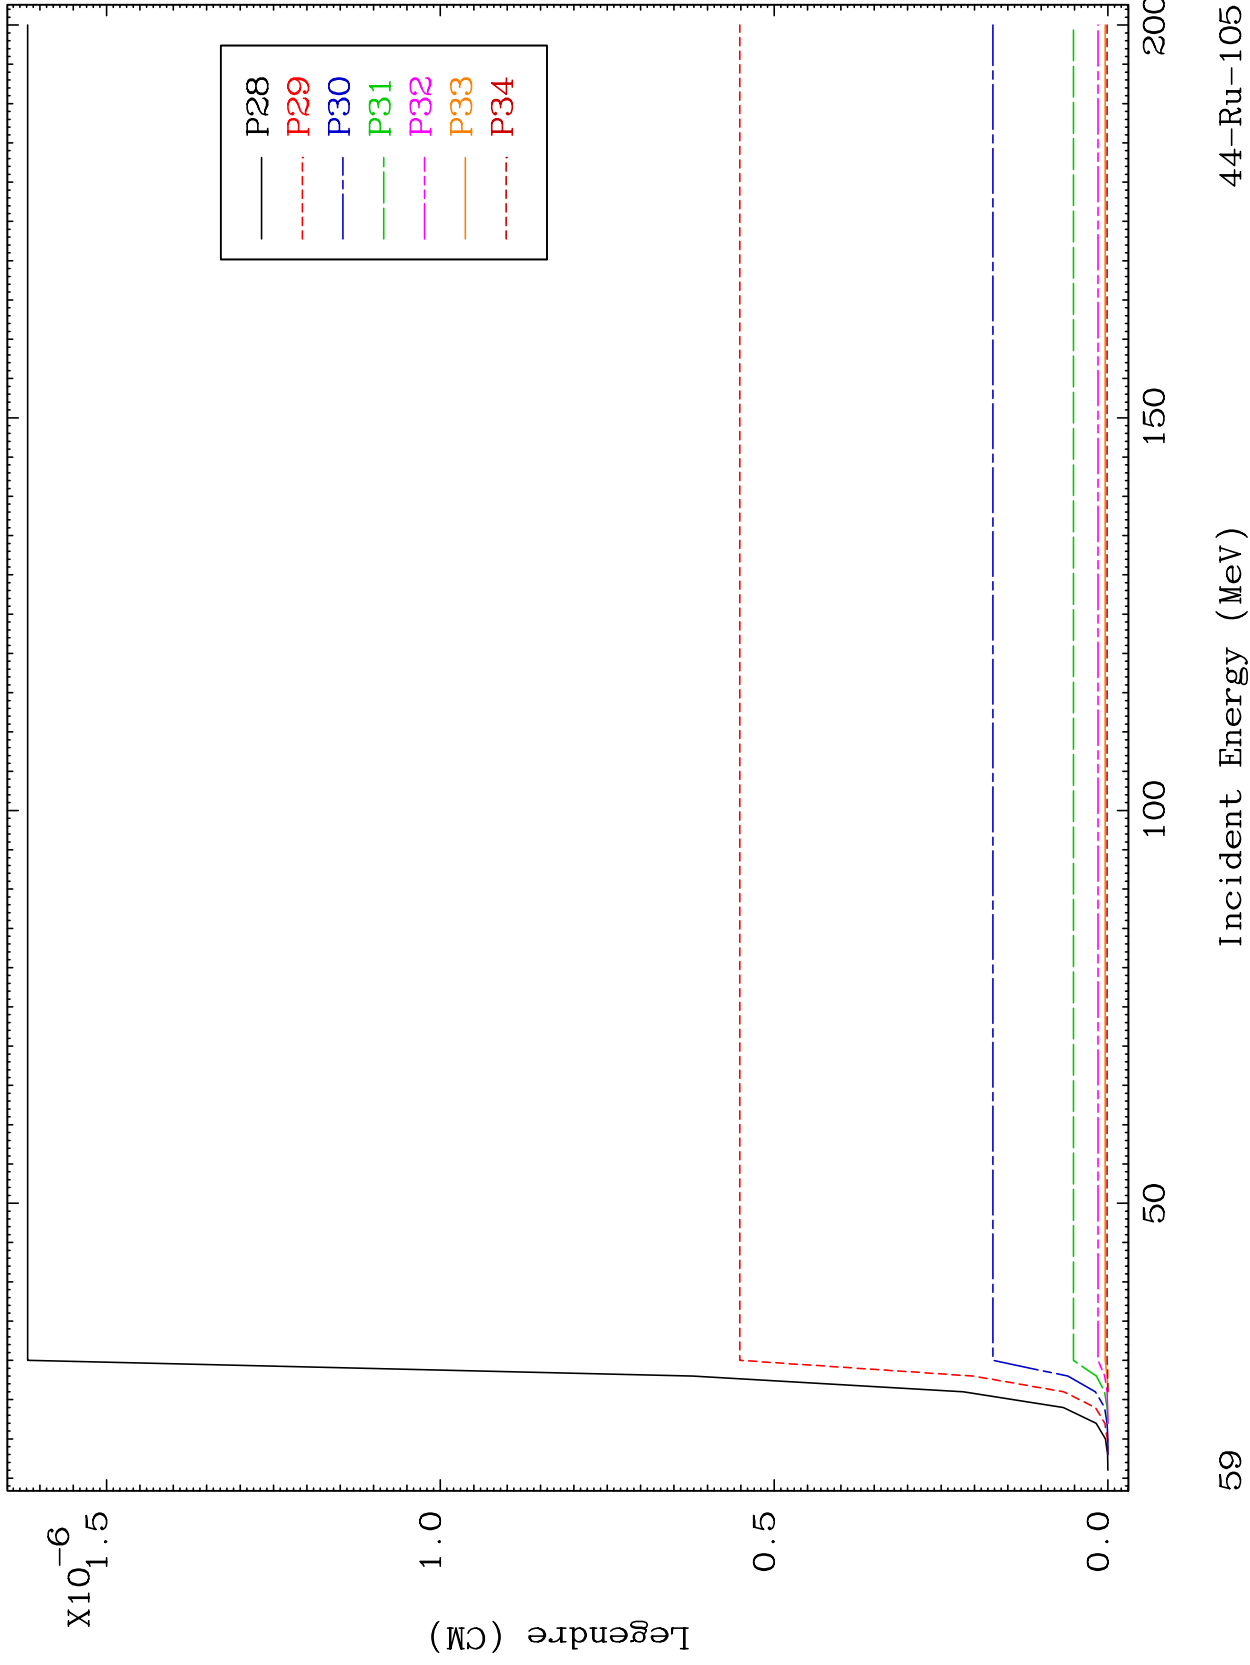 X10-6
1.5
1.0
0.5
0.0
Legendre (CM)
P28
P29
P30
P31
P32
P33
P34
50
100
150
200
Incident Energy (MeV)
59
44-Ru-105